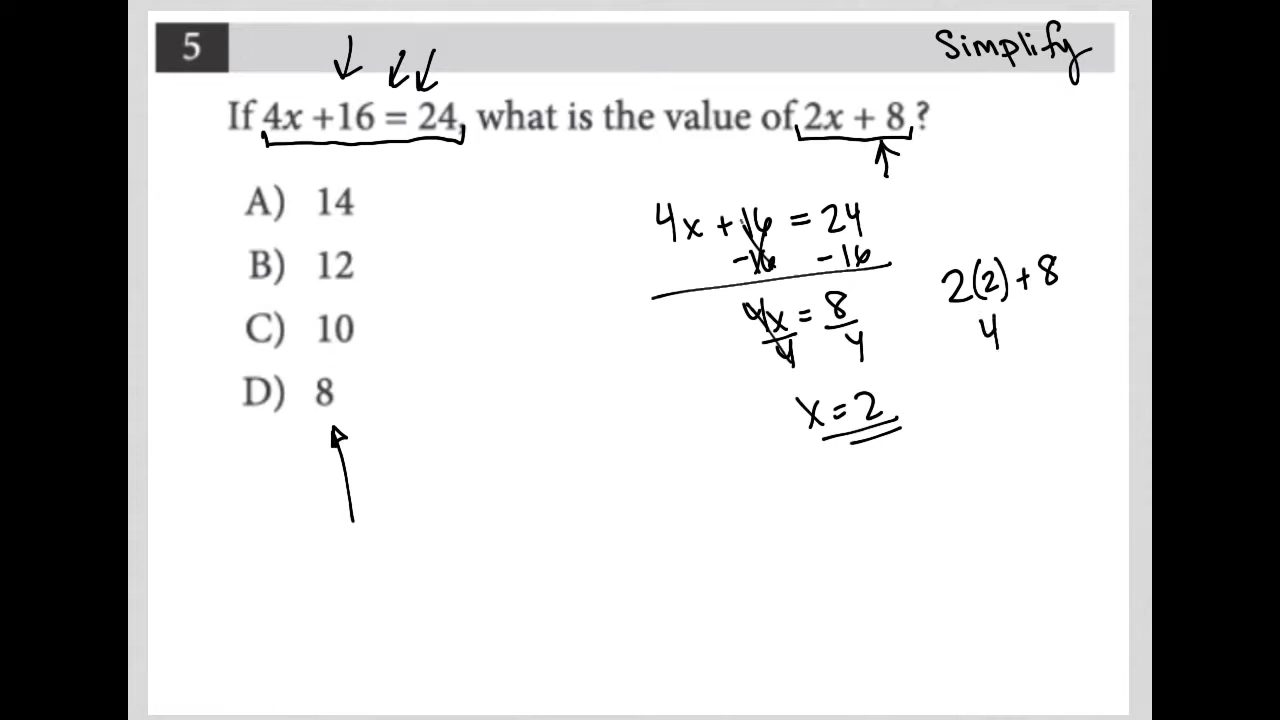 5
Simplify
If 4x +16 = 24, what is the value of 2x + 8 ?
A) 14
B) 12
C) 10
D) 8
4x + 16 = 24
-16 -16
4x = 8
4 4
x = 2
2(2) + 8
4